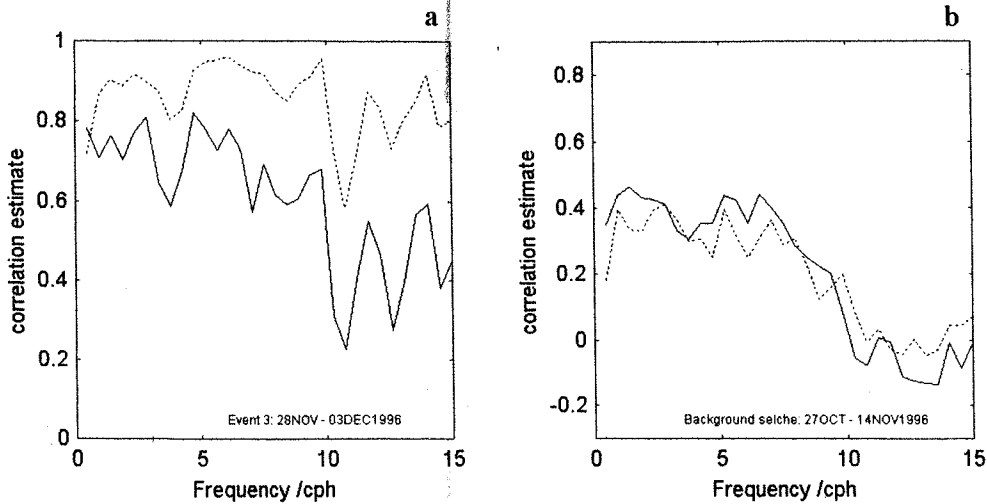 a
1
0.8
0.6
0.4
0.2
0
correlation estimate
Event 3: 28NOV - 03DEC1996
0
5
10
15
Frequency /cph
b
0.8
0.6
0.4
0.2
0
-0.2
correlation estimate
Background seiche: 27OCT - 14NOV1996
0
5
10
15
Frequency /cph